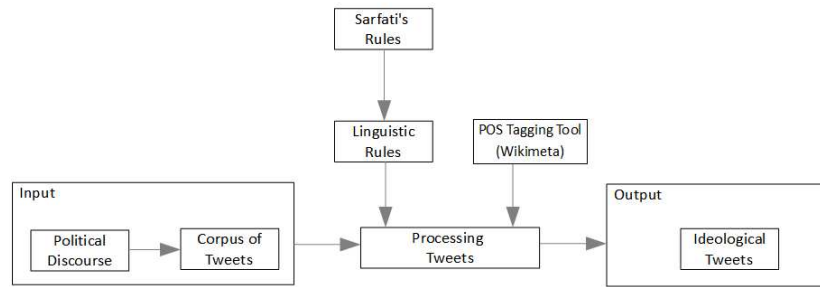 Sarfati's
Rules
Linguistic
Rules
POS Tagging Tool
(Wikimeta)
Input
Political
Discourse
Corpus of
Tweets
Processing
Tweets
Output
Ideological
Tweets